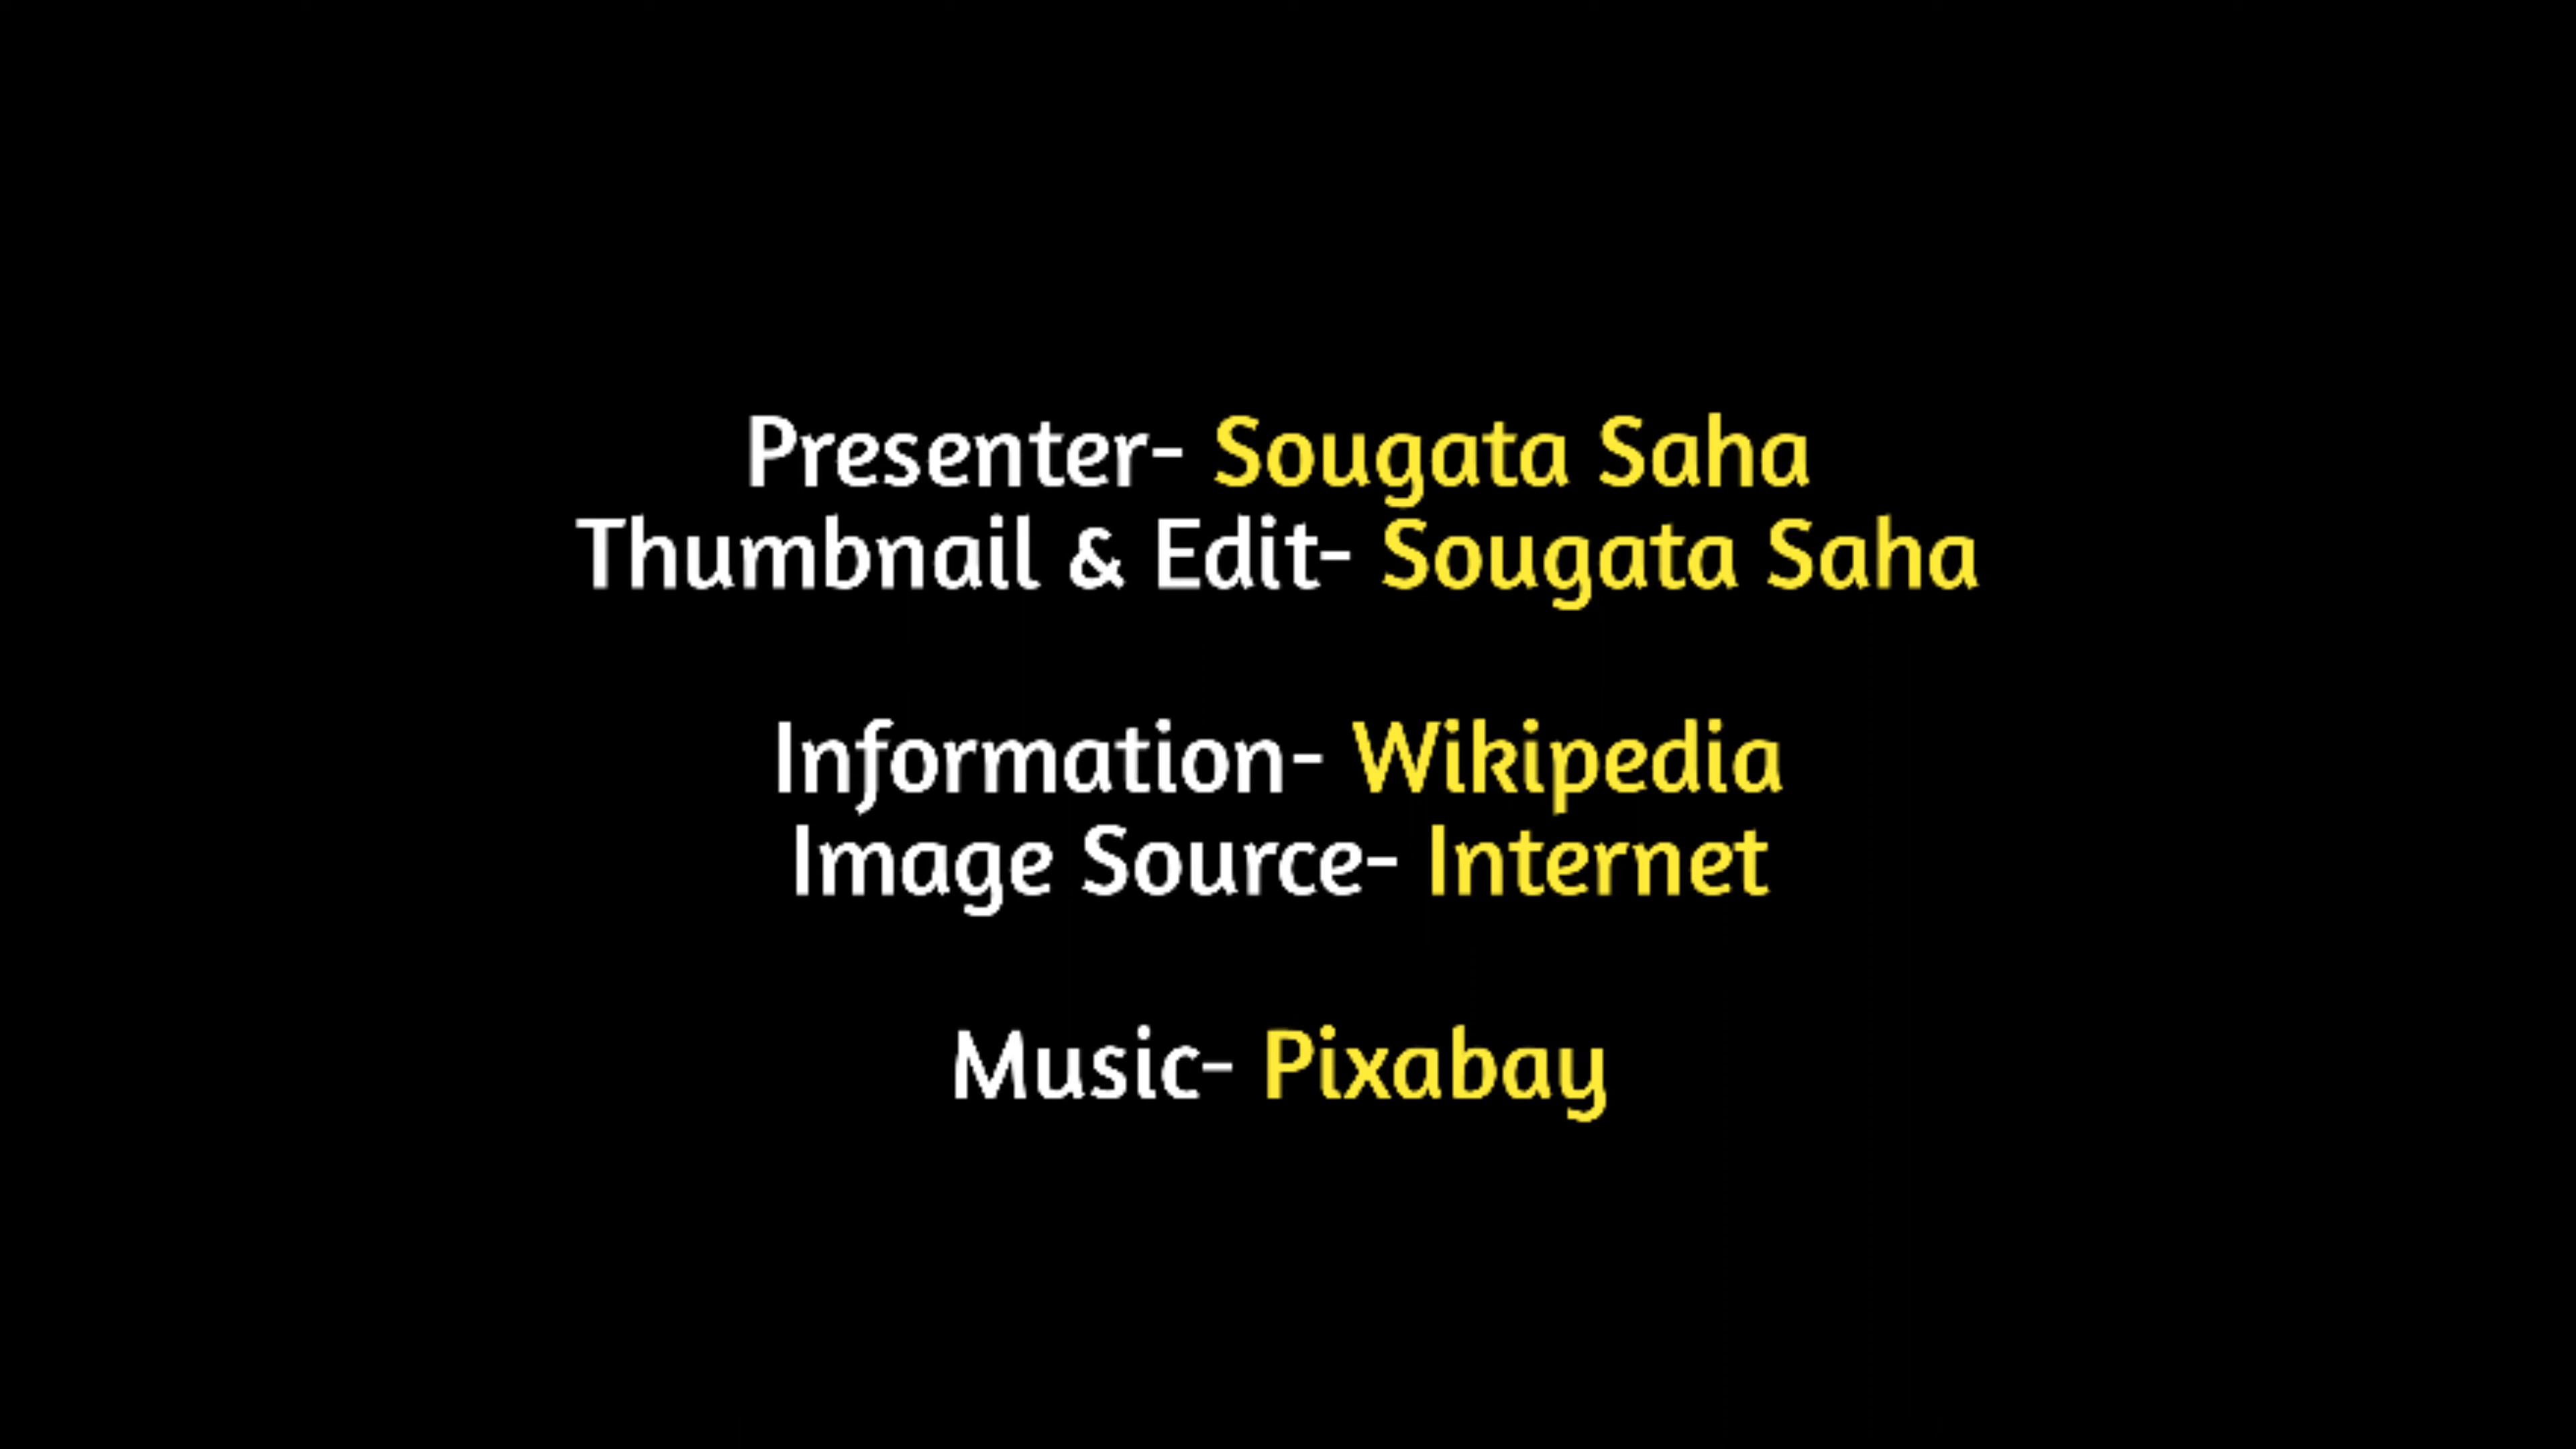 Presenter- Sougata Saha
Thumbnail & Edit- Sougata Saha
Information- Wikipedia
Image Source- Internet
Music- Pixabay